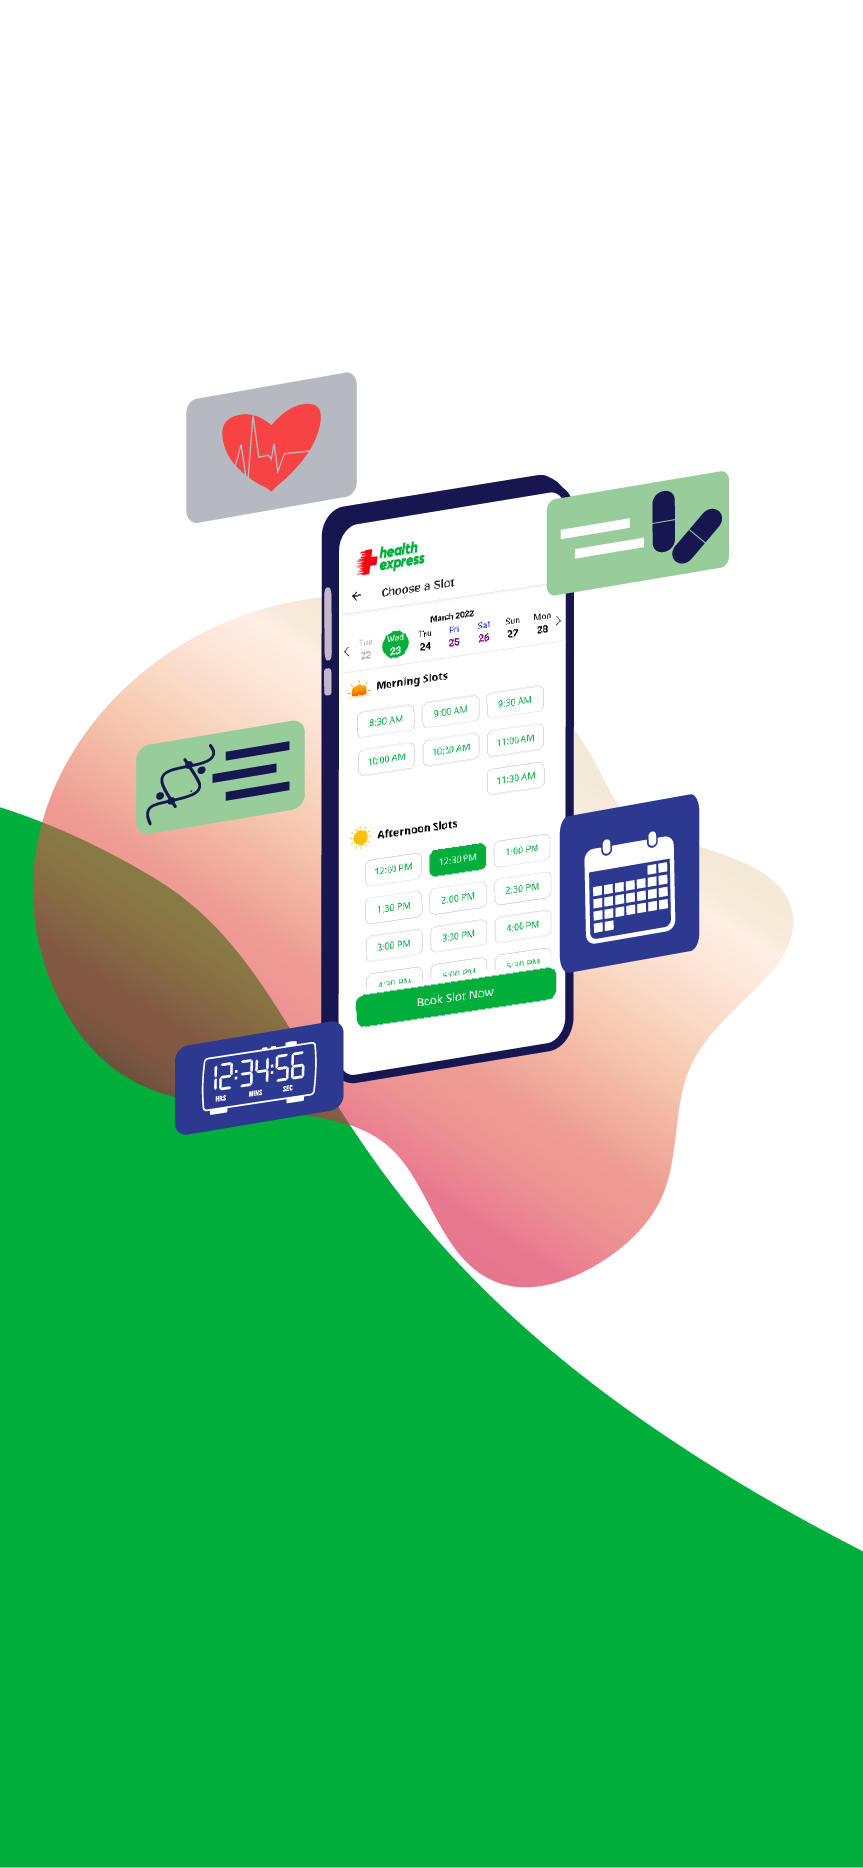 health
express
Choose a Slot
March 2022
Tue Wed Thu Fri Sat Sun Mon
22 23 24 25 26 27 28
Morning Slots
8:30 AM 9:00 AM 9:30 AM
10:00 AM 10:30 AM 11:00 AM
11:30 AM
Afternoon Slots
12:00 PM 12:30 PM 1:00 PM
1:30 PM 2:00 PM 2:30 PM
3:00 PM 3:30 PM 4:00 PM
4:30 PM 5:00 PM 5:30 PM
Book Slot Now
12:34:56
HRS MINS SEC